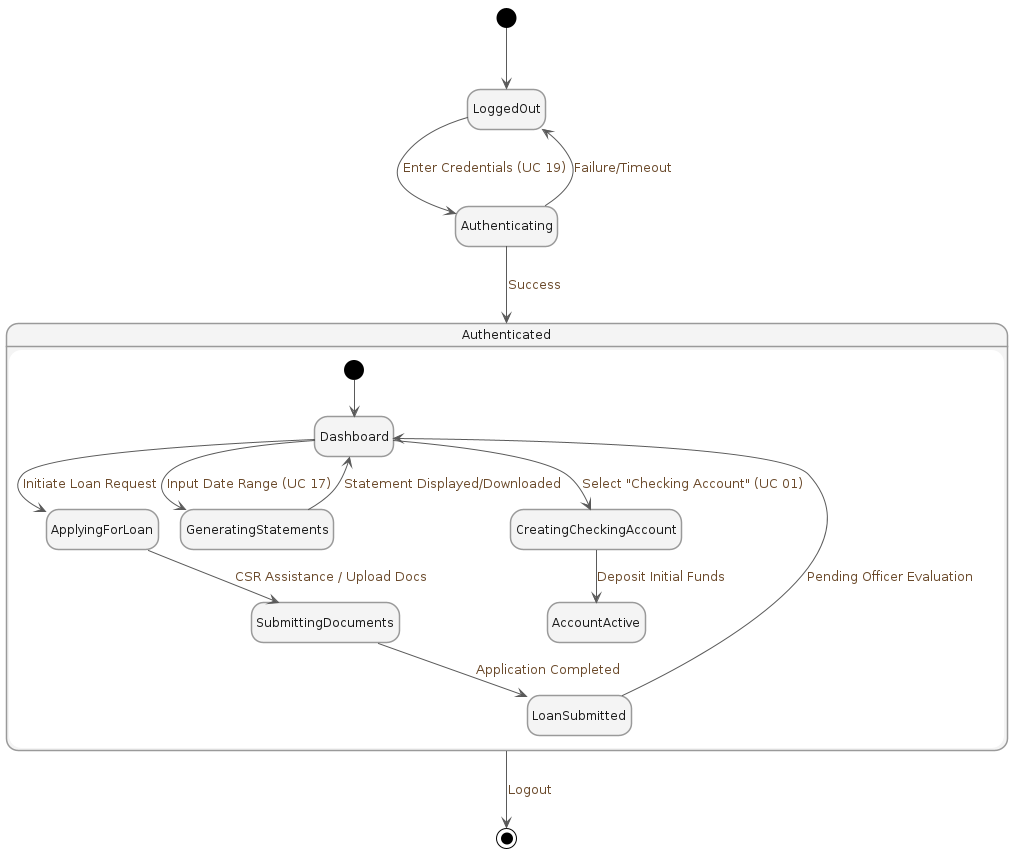 LoggedOut
Enter Credentials (UC 19)
Failure/Timeout
Authenticating
Success
Authenticated
Dashboard
Initiate Loan Request
Input Date Range (UC 17)
Statement Displayed/Downloaded
Select "Checking Account" (UC 01)
ApplyingForLoan
GeneratingStatements
CreatingCheckingAccount
CSR Assistance / Upload Docs
Deposit Initial Funds
Pending Officer Evaluation
SubmittingDocuments
AccountActive
Application Completed
LoanSubmitted
Logout